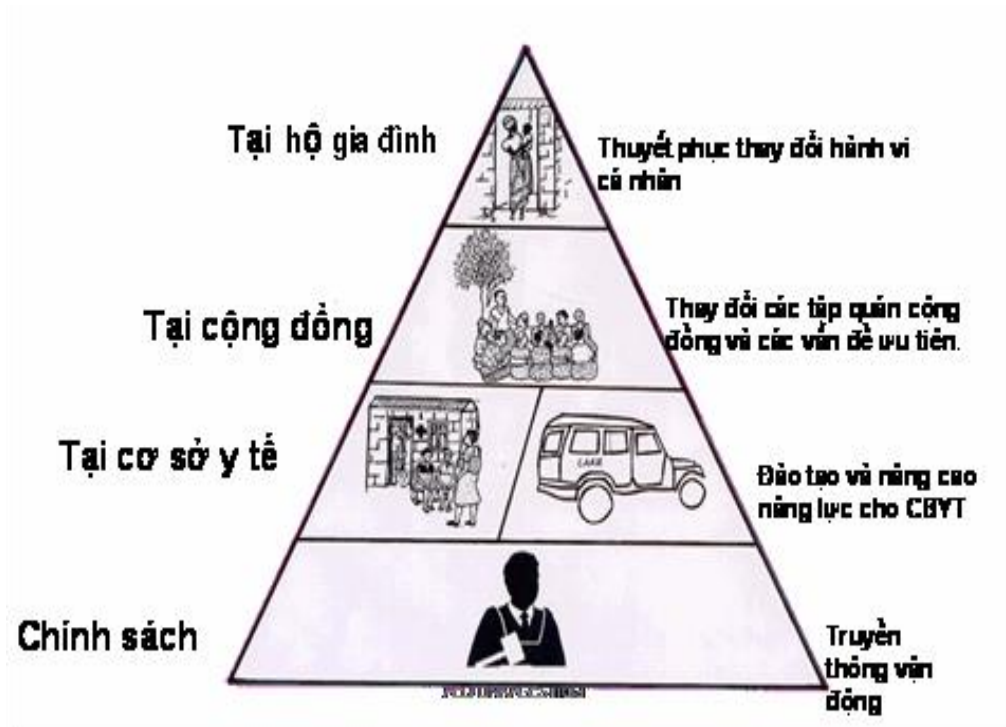 Tại hộ gia đình
Thuyết phục thay đổi hành vi
cá nhân
Tại cộng đồng
Thay đổi các tập quán cộng
đồng và các vấn đề ưu tiên.
Tại cơ sở y tế
Đào tạo và nâng cao
năng lực cho CBYT
Chính sách
Truyền
thông vận
động